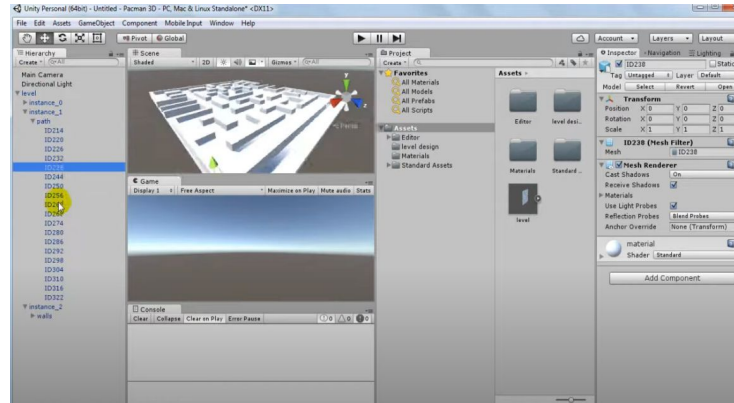 Unity Personal (64bit) - Untitled - Pacman 3D - PC, Mac & Linux Standalone* <DX11>
File Edit Assets GameObject Component Mobile Input Window Help
Pivot Global Account Layers Layout
Hierarchy
Create All
Main Camera
Directional Light
level
instance_0
instance_1
path
ID214
ID220
ID226
ID232
ID238
ID244
ID250
ID256
ID268
ID274
ID280
ID286
ID292
ID298
ID304
ID310
ID316
ID322
instance_2
walls
Scene
Shaded 2D Gizmos All
y
z
Persp
Game
Display 1 Free Aspect Maximize on Play Mute audio Stats
Console
Clear Collapse Clear on Play Error Pause 0 0 0
Project
Create
Favorites
All Materials
All Models
All Prefabs
All Scripts
Assets
Editor
level design
Materials
Standard Assets
Assets
Editor level desi..
Materials Standard ..
level
Inspector Navigation Lighting
ID238 Static
Tag Untagged Layer Default
Model Select Revert Open
Transform
Position X 0 Y 0 Z 0
Rotation X 0 Y 0 Z 0
Scale X 1 Y 1 Z 1
ID238 (Mesh Filter)
Mesh ID238
Mesh Renderer
Cast Shadows On
Receive Shadows
Materials
Use Light Probes
Reflection Probes Blend Probes
Anchor Override None (Transform)
material
Shader Standard
Add Component